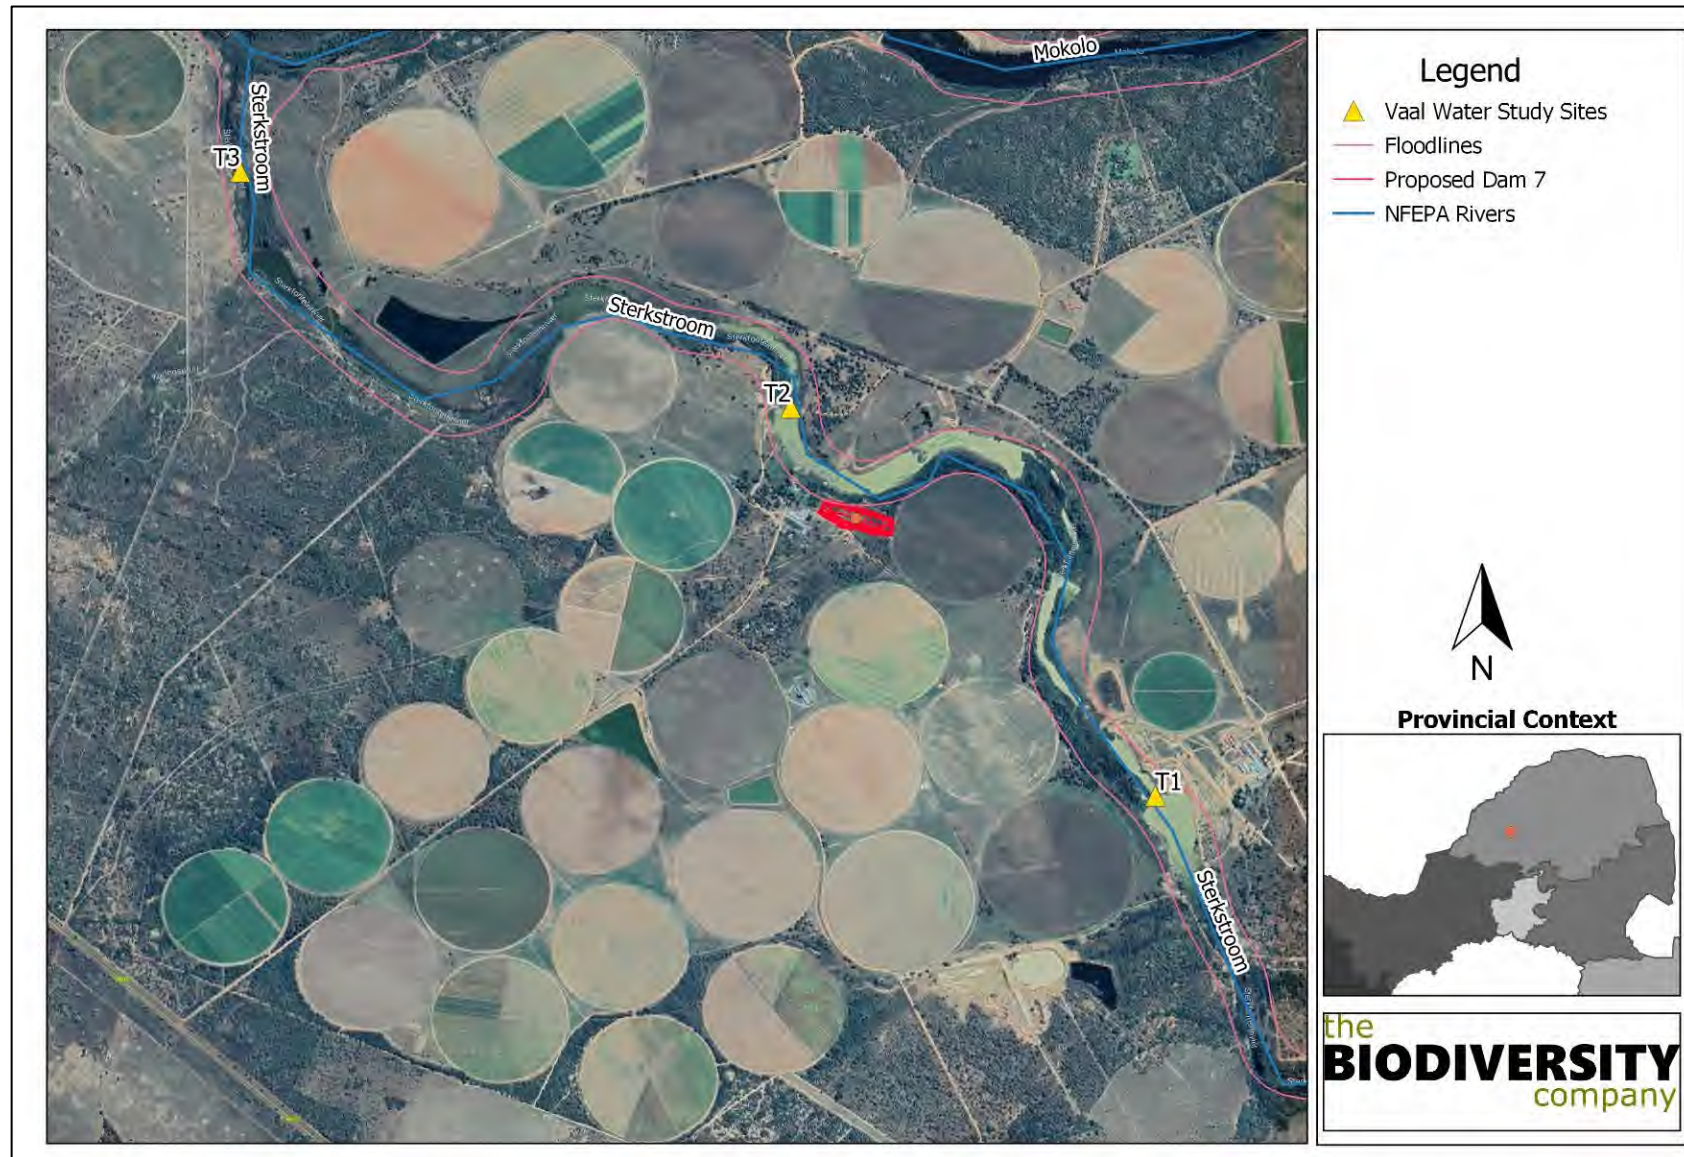 Mokolo
Sterkstroom
T3
Sterkstroom
T2
T1
Sterkstroom
Legend
Vaal Water Study Sites
Floodlines
Proposed Dam 7
NFEPA Rivers
N
Provincial Context
the
BIODIVERSITY
company